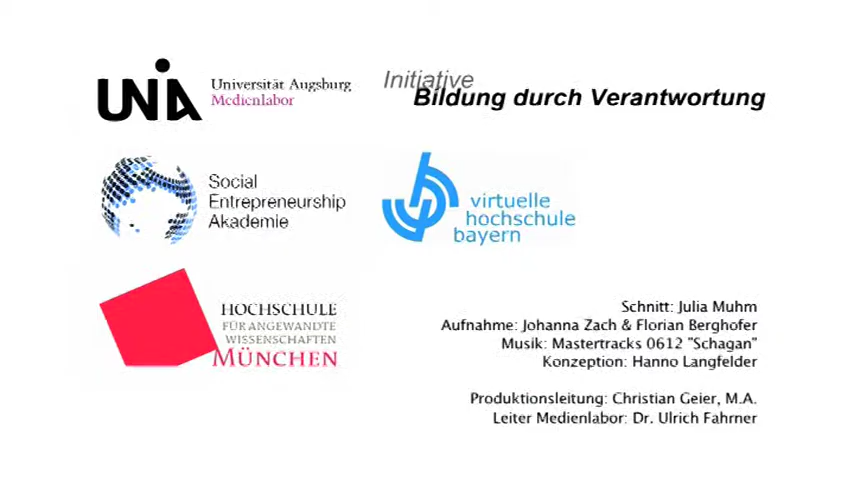 UNIA
Universität Augsburg
Medienlabor
Initiative
Bildung durch Verantwortung
Social
Entrepreneurship
Akademie
virtuelle
hochschule
bayern
HOCHSCHULE
FÜR ANGEWANDTE
WISSENSCHAFTEN
MÜNCHEN
Schnitt: Julia Muhm
Aufnahme: Johanna Zach & Florian Berghofer
Musik: Mastertracks 0612 "Schagan"
Konzeption: Hanno Langfelder
Produktionsleitung: Christian Geier, M.A.
Leiter Medienlabor: Dr. Ulrich Fahrner